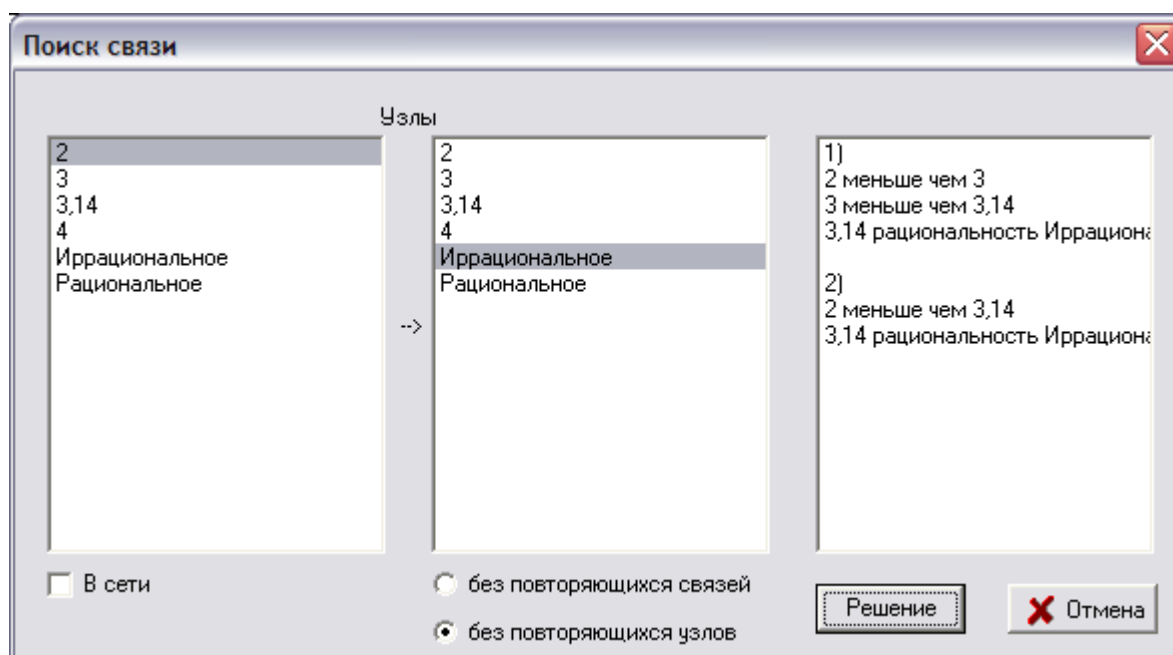 Поиск связи
Узлы
2
3
3,14
4
Иррациональное
Рациональное
-->
2
3
3,14
4
Иррациональное
Рациональное
1)
2 меньше чем 3
3 меньше чем 3,14
3,14 рациональность Иррациона
2)
2 меньше чем 3,14
3,14 рациональность Иррациона
В сети
без повторяющихся связей
без повторяющихся узлов
Решение
Отмена